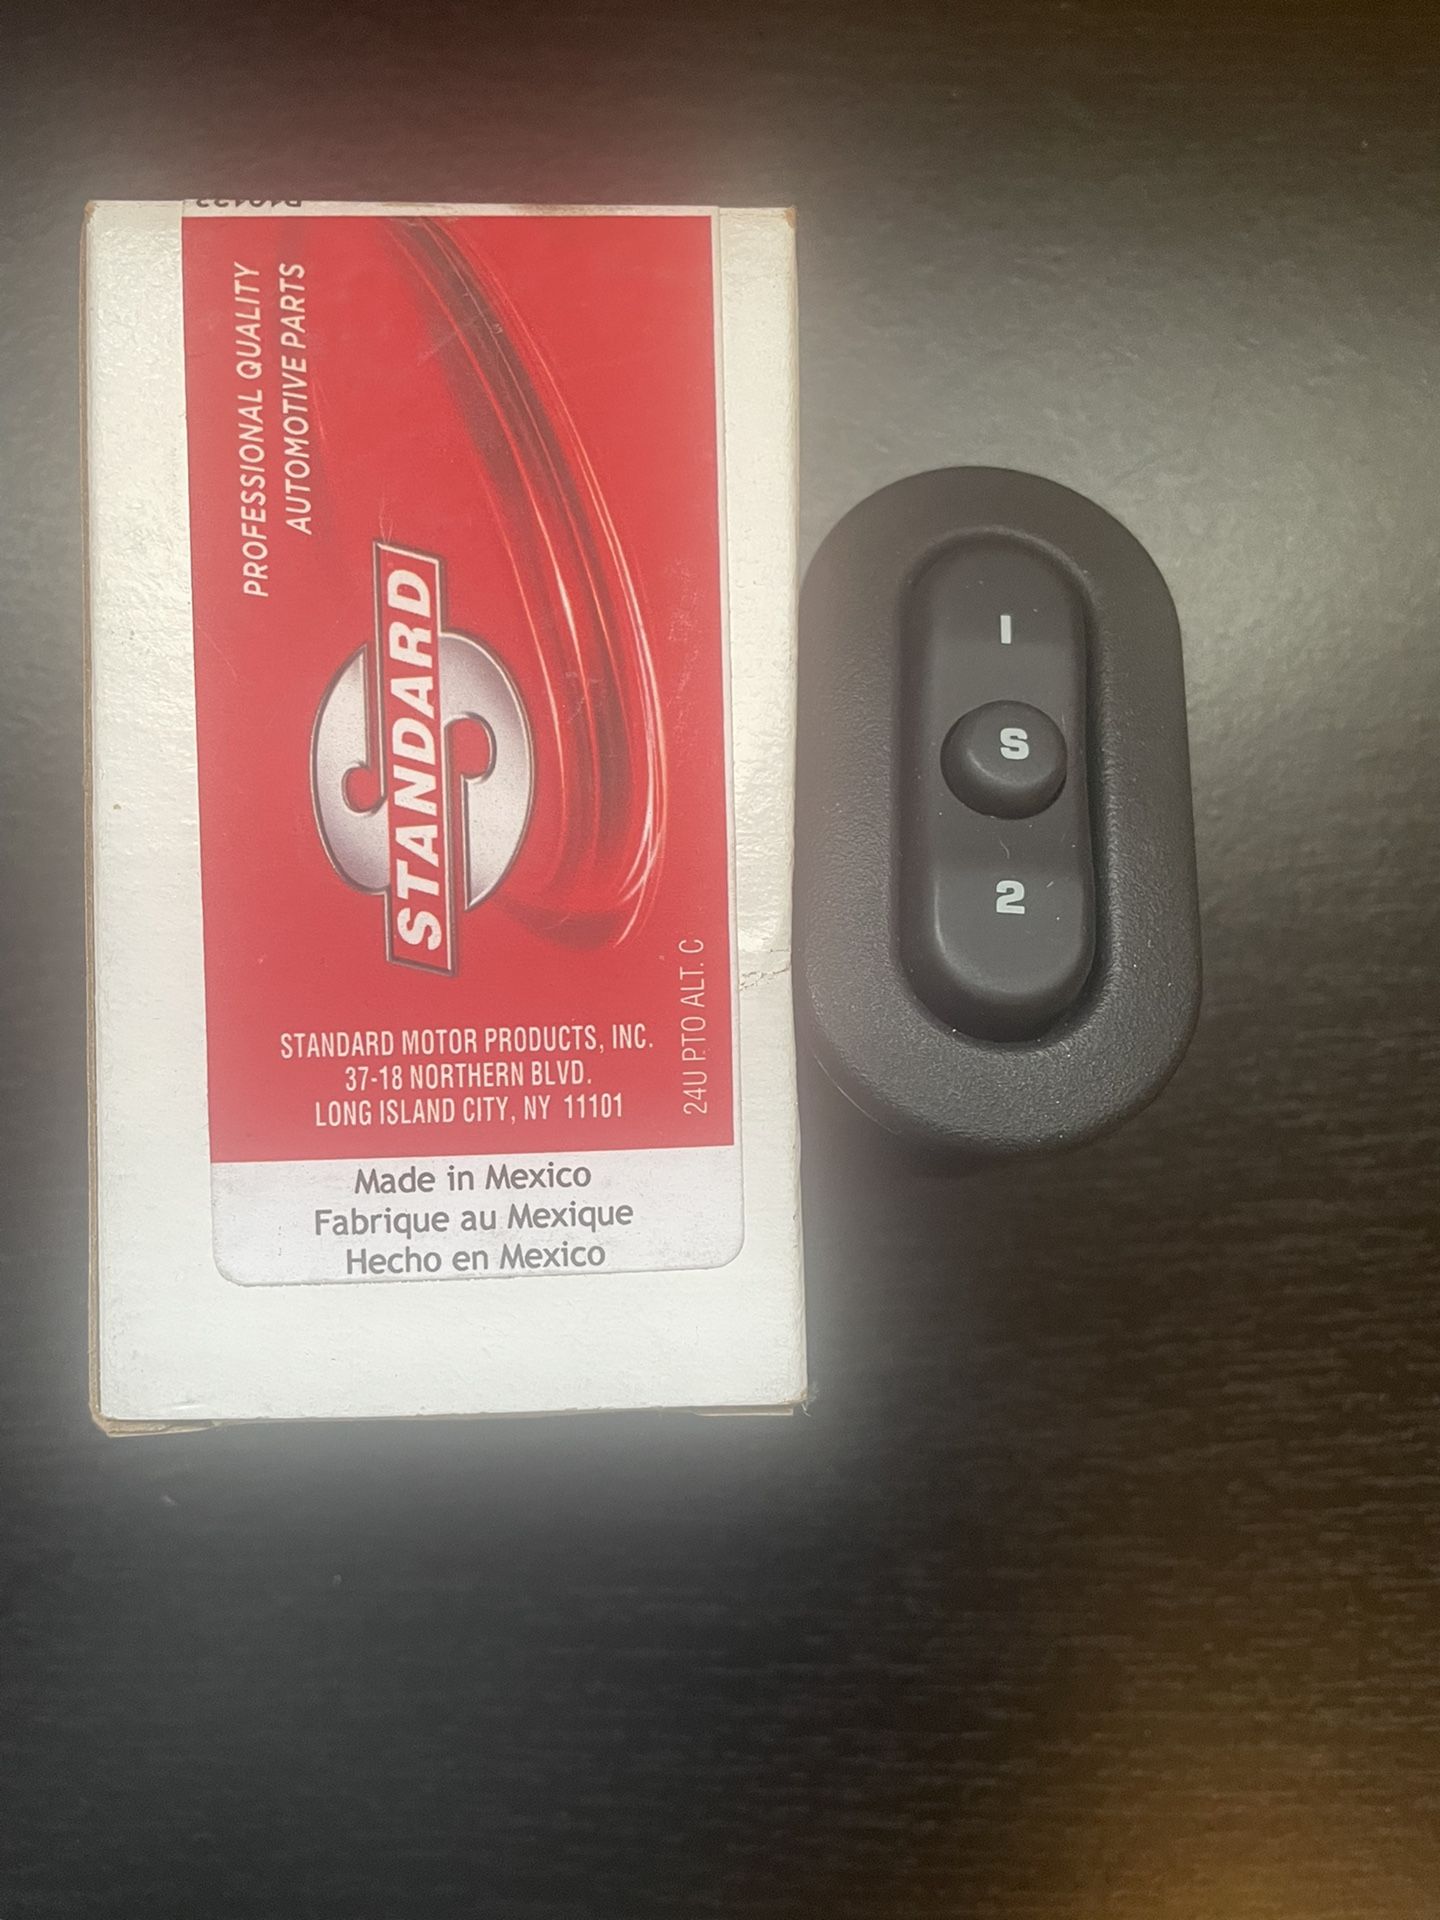 PROFESSIONAL QUALITY
AUTOMOTIVE PARTS
STANDARD
STANDARD MOTOR PRODUCTS, INC.
37-18 NORTHERN BLVD.
LONG ISLAND CITY, NY 11101
24U PTO ALT. C
Made in Mexico
Fabrique au Mexique
Hecho en Mexico
1
S
2